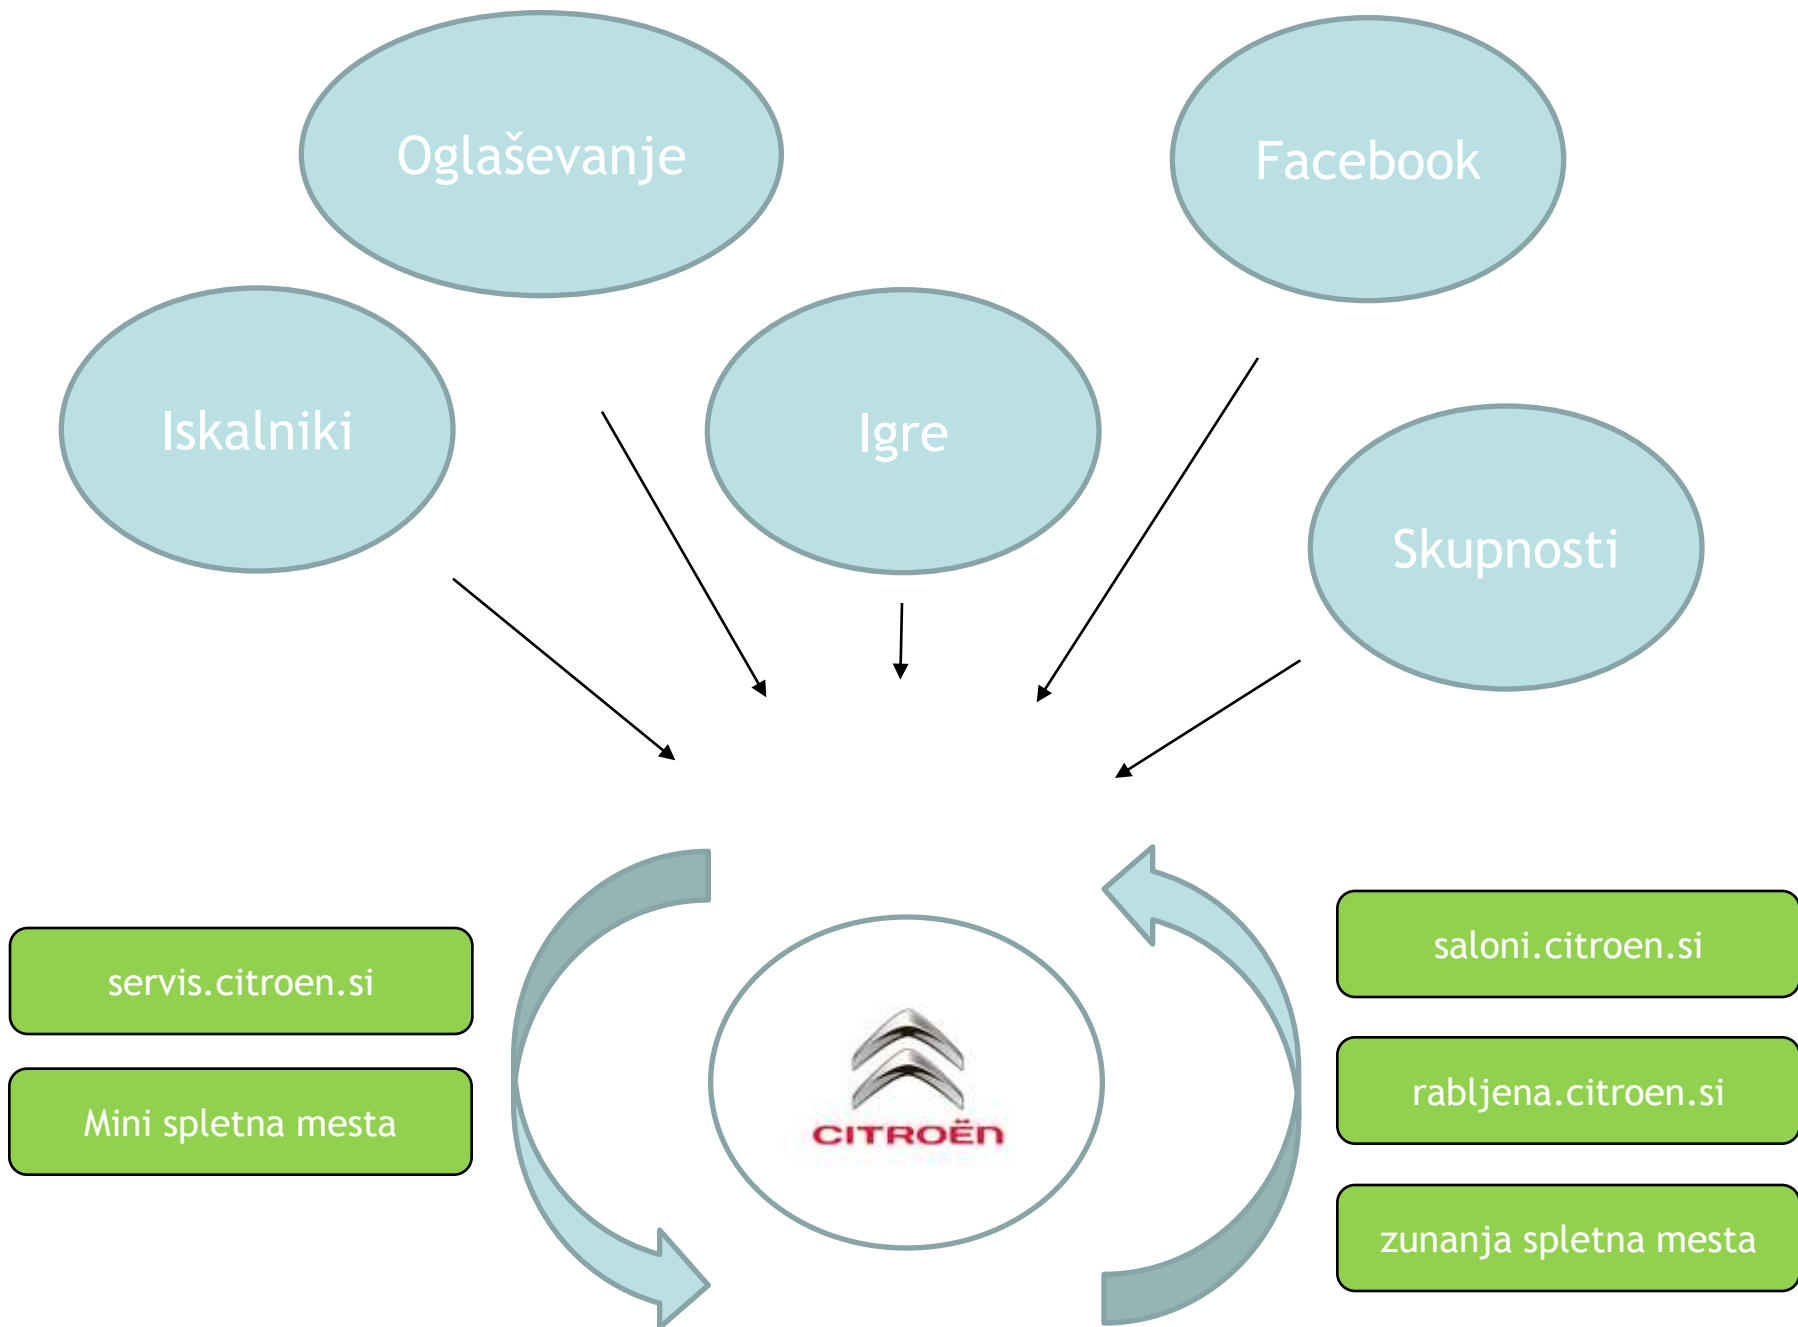 Oglaševanje
Facebook
Iskalniki
Igre
Skupnosti
servis.citroen.si
Mini spletna mesta
CITROËN
saloni.citroen.si
rabljena.citroen.si
zunanja spletna mesta